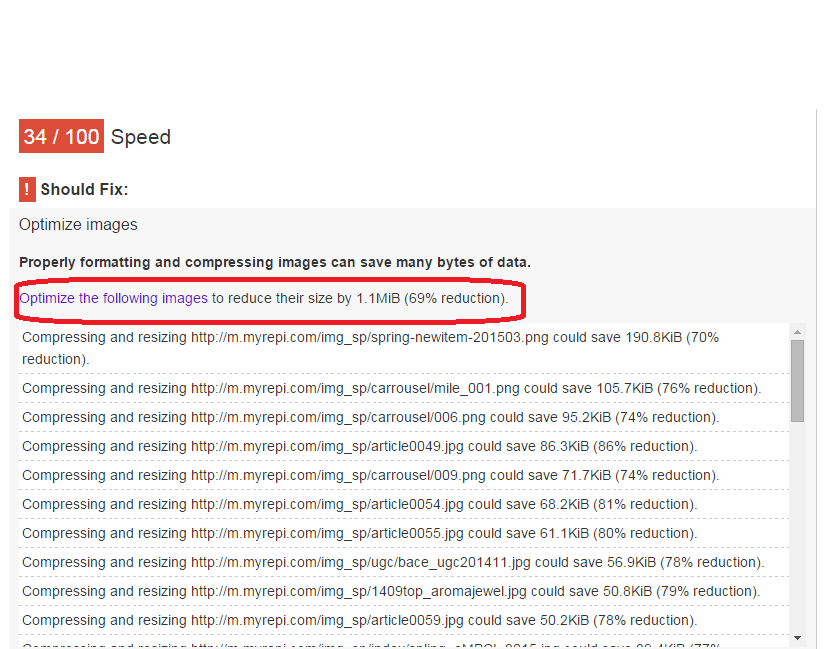 34 / 100 Speed
! Should Fix:
Optimize images
Properly formatting and compressing images can save many bytes of data.
Optimize the following images to reduce their size by 1.1MiB (69% reduction).
Compressing and resizing http://m.myrepi.com/img_sp/spring-newitem-201503.png could save 190.8KiB (70%
reduction).
Compressing and resizing http://m.myrepi.com/img_sp/carrousel/mile_001.png could save 105.7KiB (76% reduction).
Compressing and resizing http://m.myrepi.com/img_sp/carrousel/006.png could save 95.2KiB (74% reduction).
Compressing and resizing http://m.myrepi.com/img_sp/article0049.jpg could save 86.3KiB (86% reduction).
Compressing and resizing http://m.myrepi.com/img_sp/carrousel/009.png could save 71.7KiB (74% reduction).
Compressing and resizing http://m.myrepi.com/img_sp/article0054.jpg could save 68.2KiB (81% reduction).
Compressing and resizing http://m.myrepi.com/img_sp/article0055.jpg could save 61.1KiB (80% reduction).
Compressing and resizing http://m.myrepi.com/img_sp/ugc/bace_ugc201411.jpg could save 56.9KiB (78% reduction).
Compressing and resizing http://m.myrepi.com/img_sp/1409top_aromajewel.jpg could save 50.8KiB (79% reduction).
Compressing and resizing http://m.myrepi.com/img_sp/article0059.jpg could save 50.2KiB (78% reduction).